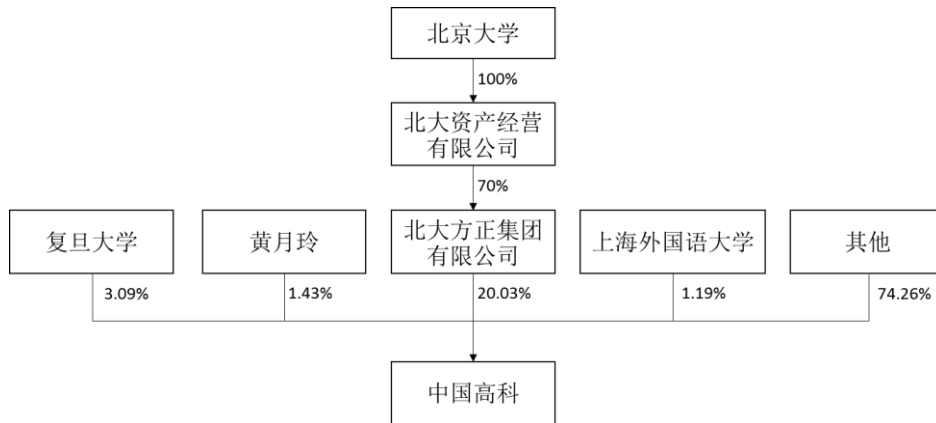 北京大学
100%
北大资产经营
有限公司
70%
复旦大学
黄月玲
北大方正集团
有限公司
上海外国语大学
其他
3.09%
1.43%
20.03%
1.19%
74.26%
中国高科